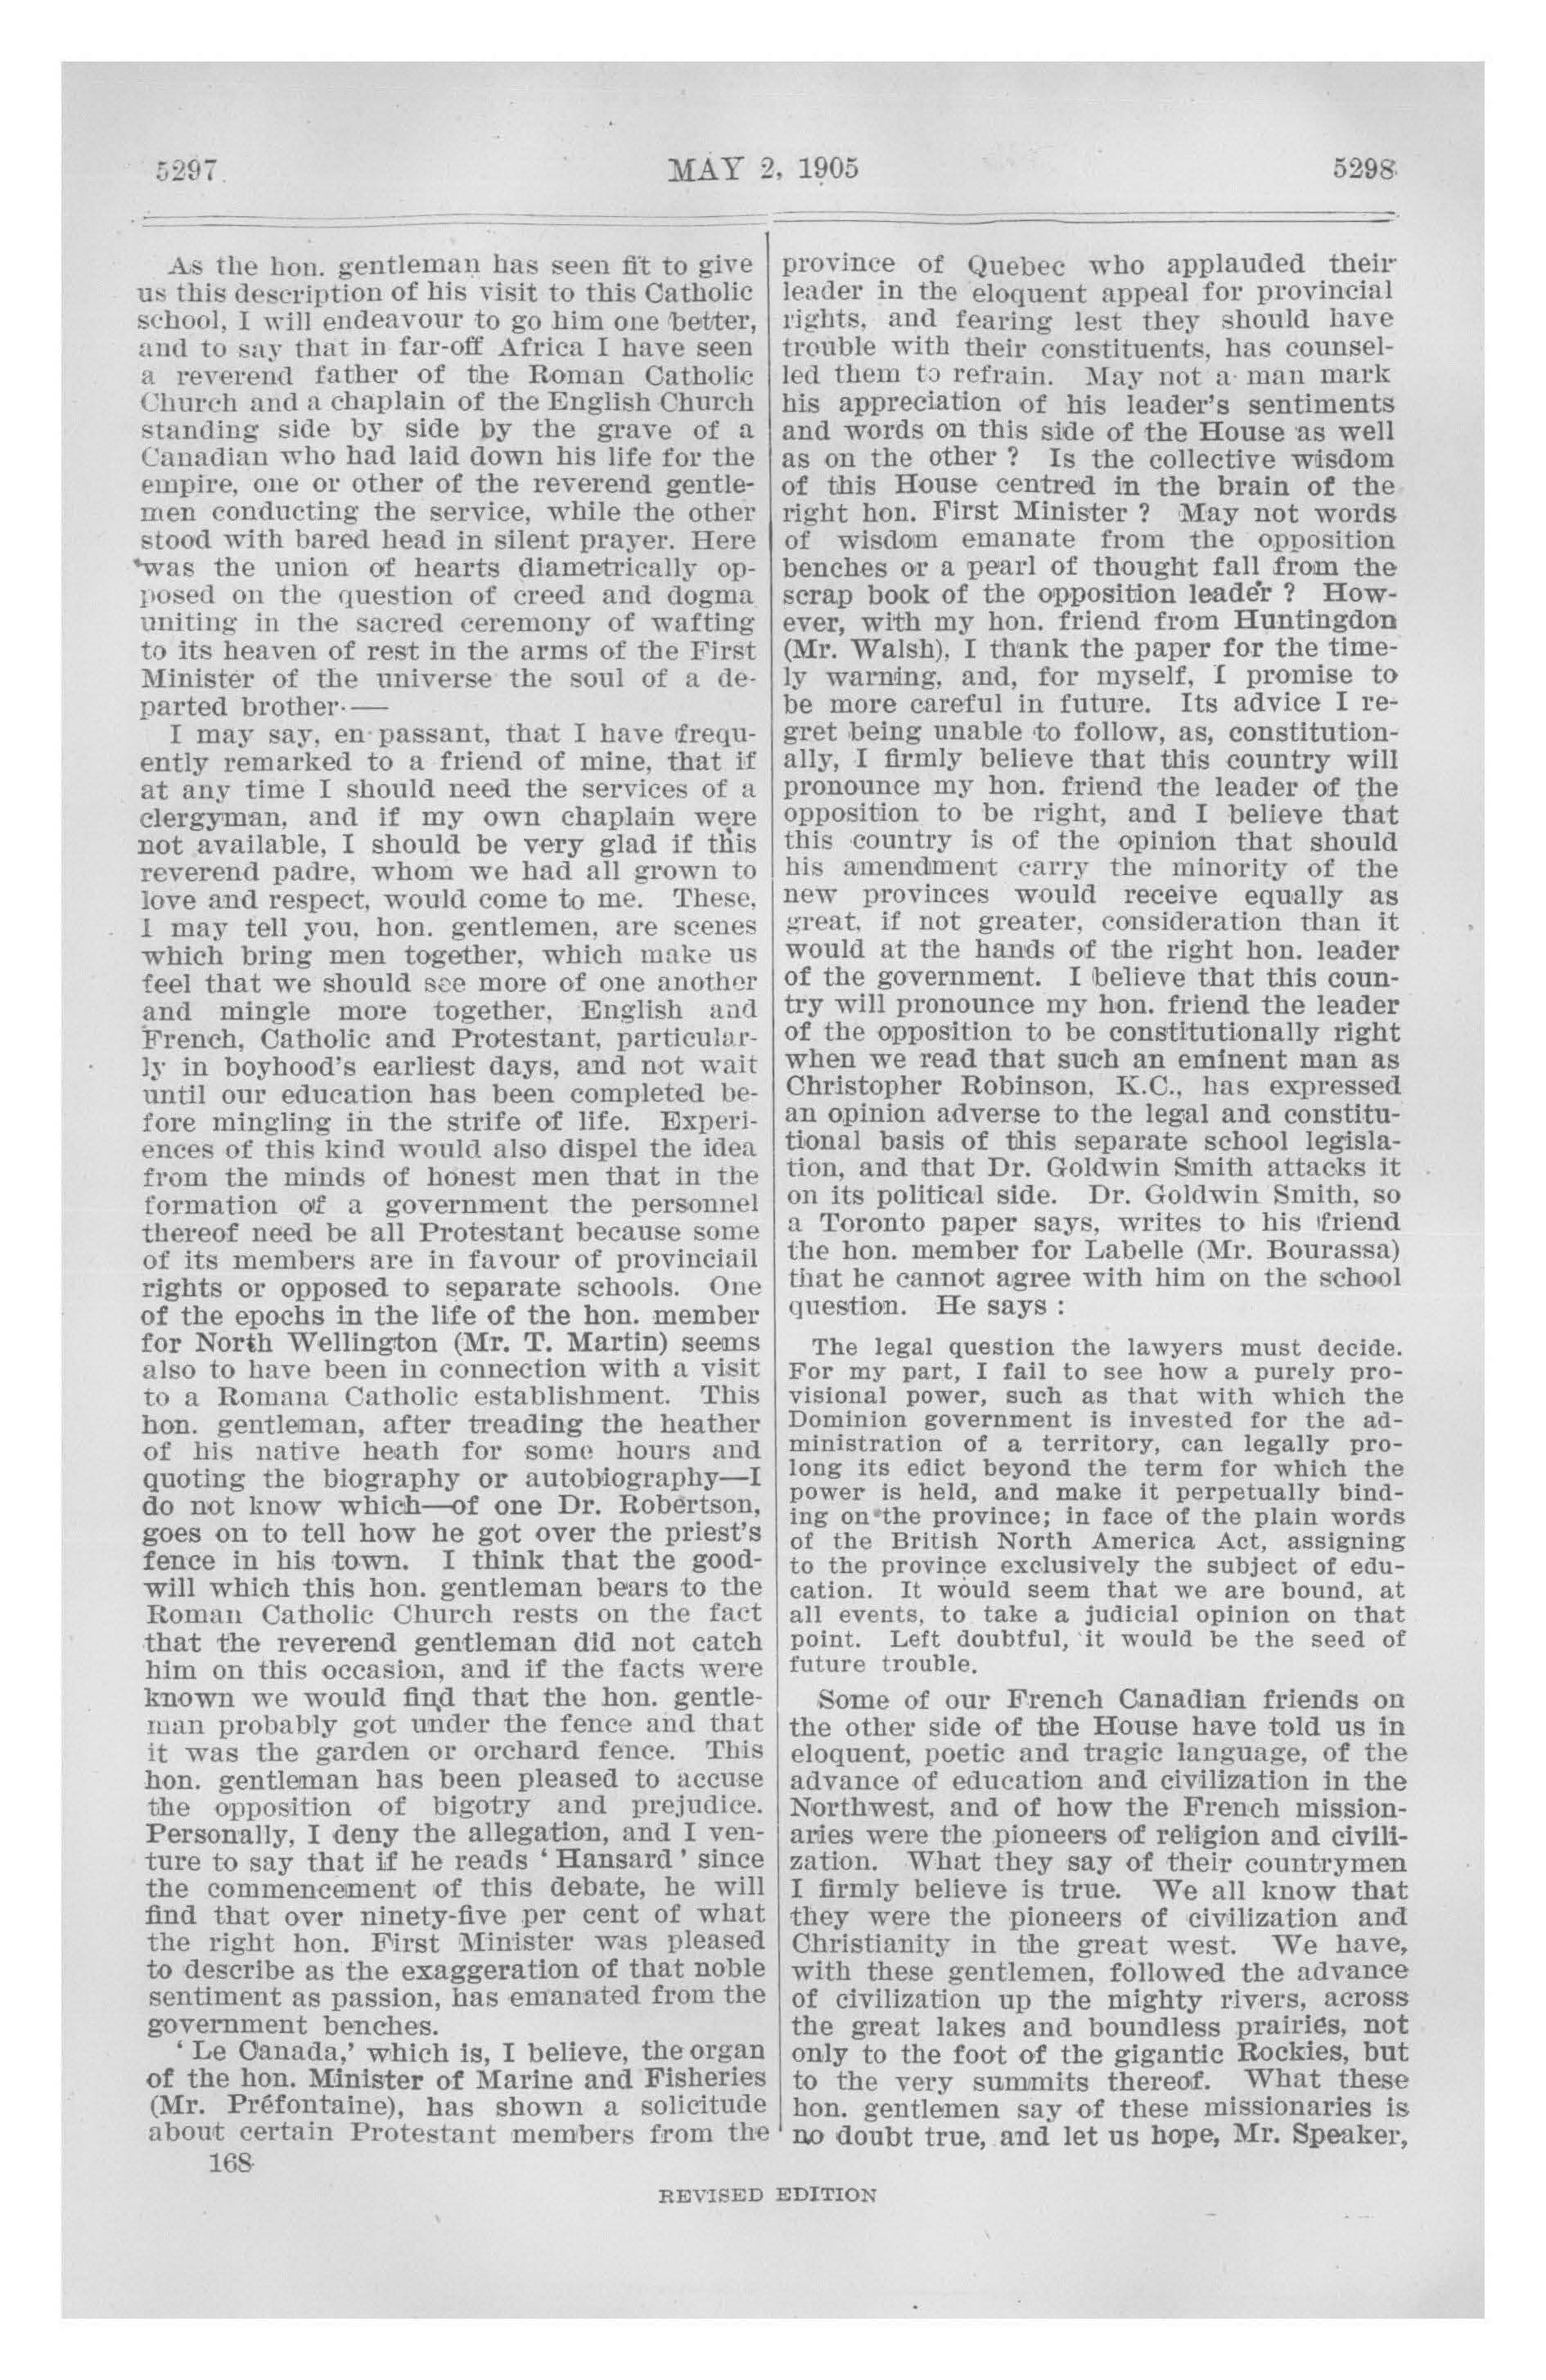 5297 MAY 2, 1905 5298
As the hon. gentleman has seen fit to give
us this description of his visit to this Catholic
school, I will endeavour to go him one better,
and to say that in far-off Africa I have seen
a reverend father of the Roman Catholic
Church and a chaplain of the English Church
standing side by side by the grave of a
Canadian who had laid down his life for the
empire, one or other of the reverend gentle-
men conducting the service, while the other
stood with bared head in silent prayer. Here
was the union of hearts diametrically op-
posed on the question of creed and dogma
uniting in the sacred ceremony of wafting
to its heaven of rest in the arms of the First
Minister of the universe the soul of a de-
parted brother—
I may say, en passant, that I have frequ-
ently remarked to a friend of mine, that if
at any time I should need the services of a
clergyman, and if my own chaplain were
not available, I should be very glad if this
reverend padre, whom we had all grown to
love and respect, would come to me. These,
I may tell you, hon. gentlemen, are scenes
which bring men together, which make us
feel that we should see more of one another
and mingle more together, English and
French, Catholic and Protestant, particular-
ly in boyhood's earliest days, and not wait
until our education has been completed be-
fore mingling in the strife of life. Experi-
ences of this kind would also dispel the idea
from the minds of honest men that in the
formation of a government the personnel
thereof need be all Protestant because some
of its members are in favour of provinciail
rights or opposed to separate schools. One
of the epochs in the life of the hon. member
for North Wellington (Mr. T. Martin) seems
also to have been in connection with a visit
to a Romana Catholic establishment. This
hon. gentleman, after treading the heather
of his native heath for some hours and
quoting the biography or autobiography—I
do not know which—of one Dr. Robertson,
goes on to tell how he got over the priest's
fence in his town. I think that the good-
will which this hon. gentleman bears to the
Roman Catholic Church rests on the fact
that the reverend gentleman did not catch
him on this occasion, and if the facts were
known we would find that the hon. gentle-
man probably got under the fence and that
it was the garden or orchard fence. This
hon. gentleman has been pleased to accuse
the opposition of bigotry and prejudice.
Personally, I deny the allegation, and I ven-
ture to say that if he reads ‘ Hansard ’ since
the commencement of this debate, he will
find that over ninety-five per cent of what
the right hon. First Minister was pleased
to describe as the exaggeration of that noble
sentiment as passion, has emanated from the
government benches.
‘ Le Canada,’ which is, I believe, the organ
of the hon. Minister of Marine and Fisheries
(Mr. Préfontaine), has shown a solicitude
about certain Protestant members from the
168
province of Quebec who applauded their
leader in the eloquent appeal for provincial
rights, and fearing lest they should have
trouble with their constituents, has counsel-
led them to refrain. May not a man mark
his appreciation of his leader's sentiments
and words on this side of the House as well
as on the other ? Is the collective wisdom
of this House centred in the brain of the
right hon. First Minister ? May not words
of wisdom emanate from the opposition
benches or a pearl of thought fall from the
scrap book of the opposition leader ? How-
ever, with my hon. friend from Huntingdon
(Mr. Walsh), I thank the paper for the time-
ly warning, and, for myself, I promise to
be more careful in future. Its advice I re-
gret being unable to follow, as, constitution-
ally, I firmly believe that this country will
pronounce my hon. friend the leader of the
opposition to be right, and I believe that
this country is of the opinion that should
his amendment carry the minority of the
new provinces would receive equally as
great, if not greater, consideration than it
would at the hands of the right hon. leader
of the government. I believe that this coun-
try will pronounce my hon. friend the leader
of the opposition to be constitutionally right
when we read that such an eminent man as
Christopher Robinson, K.C., has expressed
an opinion adverse to the legal and constitu-
tional basis of this separate school legisla-
tion, and that Dr. Goldwin Smith attacks it
on its political side. Dr. Goldwin Smith, so
a Toronto paper says, writes to his friend
the hon. member for Labelle (Mr. Bourassa)
that he cannot agree with him on the school
question. He says :
The legal question the lawyers must decide.
For my part, I fail to see how a purely pro-
visional power, such as that with which the
Dominion government is invested for the ad-
ministration of a territory, can legally pro-
long its edict beyond the term for which the
power is held, and make it perpetually bind-
ing on the province; in face of the plain words
of the British North America Act, assigning
to the province exclusively the subject of edu-
cation. It would seem that we are bound, at
all events, to take a judicial opinion on that
point. Left doubtful, it would be the seed of
future trouble.
Some of our French Canadian friends on
the other side of the House have told us in
eloquent, poetic and tragic language, of the
advance of education and civilization in the
Northwest, and of how the French mission-
aries were the pioneers of religion and civili-
zation. What they say of their countrymen
I firmly believe is true. We all know that
they were the pioneers of civilization and
Christianity in the great west. We have,
with these gentlemen, followed the advance
of civilization up the mighty rivers, across
the great lakes and boundless prairies, not
only to the foot of the gigantic Rockies, but
to the very summits thereof. What these
hon. gentlemen say of these missionaries is
no doubt true, and let us hope, Mr. Speaker,
REVISED EDITION